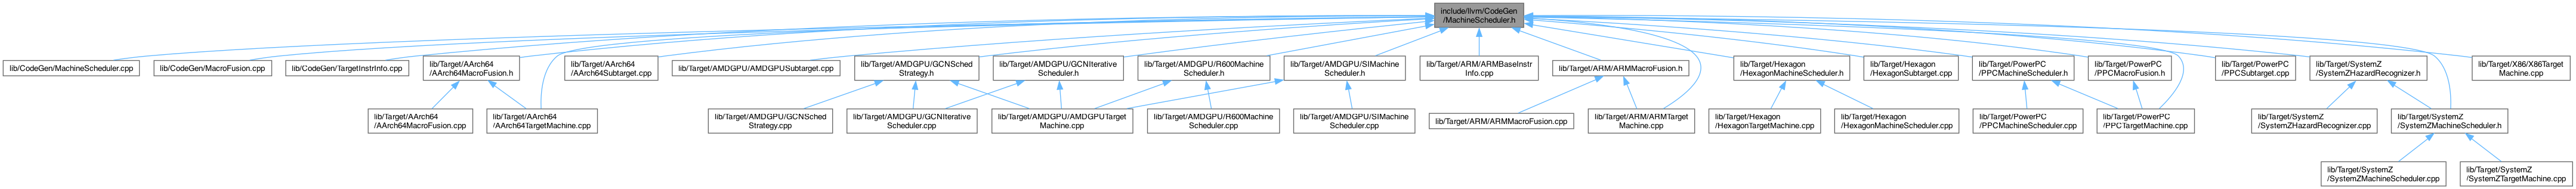 include/llvm/CodeGen
/MachineScheduler.h
lib/CodeGen/MachineScheduler.cpp
lib/CodeGen/MacroFusion.cpp
lib/CodeGen/TargetInstrInfo.cpp
lib/Target/AArch64
/AArch64MacroFusion.h
lib/Target/AArch64
/AArch64Subtarget.cpp
lib/Target/AMDGPU/AMDGPUSubtarget.cpp
lib/Target/AMDGPU/GCNSched
Strategy.h
lib/Target/AMDGPU/GCNIterative
Scheduler.h
lib/Target/AMDGPU/R600Machine
Scheduler.h
lib/Target/AMDGPU/SIMachine
Scheduler.h
lib/Target/ARM/ARMBaseInstr
Info.cpp
lib/Target/ARM/ARMMacroFusion.h
lib/Target/Hexagon
/HexagonMachineScheduler.h
lib/Target/Hexagon
/HexagonSubtarget.cpp
lib/Target/PowerPC
/PPCMachineScheduler.h
lib/Target/PowerPC
/PPCMacroFusion.h
lib/Target/PowerPC
/PPCSubtarget.cpp
lib/Target/SystemZ
/SystemZHazardRecognizer.h
lib/Target/X86/X86Target
Machine.cpp
lib/Target/AArch64
/AArch64MacroFusion.cpp
lib/Target/AArch64
/AArch64TargetMachine.cpp
lib/Target/AMDGPU/GCNSched
Strategy.cpp
lib/Target/AMDGPU/GCNIterative
Scheduler.cpp
lib/Target/AMDGPU/AMDGPUTarget
Machine.cpp
lib/Target/AMDGPU/R600Machine
Scheduler.cpp
lib/Target/AMDGPU/SIMachine
Scheduler.cpp
lib/Target/ARM/ARMMacroFusion.cpp
lib/Target/ARM/ARMTarget
Machine.cpp
lib/Target/Hexagon
/HexagonTargetMachine.cpp
lib/Target/Hexagon
/HexagonMachineScheduler.cpp
lib/Target/PowerPC
/PPCMachineScheduler.cpp
lib/Target/PowerPC
/PPCTargetMachine.cpp
lib/Target/SystemZ
/SystemZHazardRecognizer.cpp
lib/Target/SystemZ
/SystemZMachineScheduler.h
lib/Target/SystemZ
/SystemZMachineScheduler.cpp
lib/Target/SystemZ
/SystemZTargetMachine.cpp